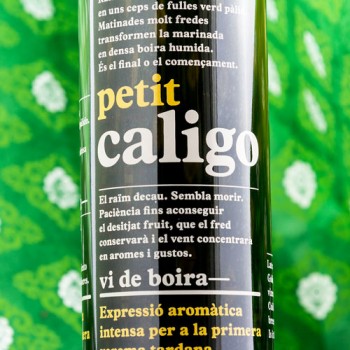 en uns ceps de fulles verd pàl
Matinades molt fredes
transformen la marinada
en densa boira humida.
És el final o el començament.
petit
caligo
El raïm decau. Sembla morir.
Paciència fins aconseguir
el desitjat fruit, que el fred
conservarà i el vent concentrarà
en aromes i gustos.
vi de boira—
Expressió aromàtica
intensa per a la primera